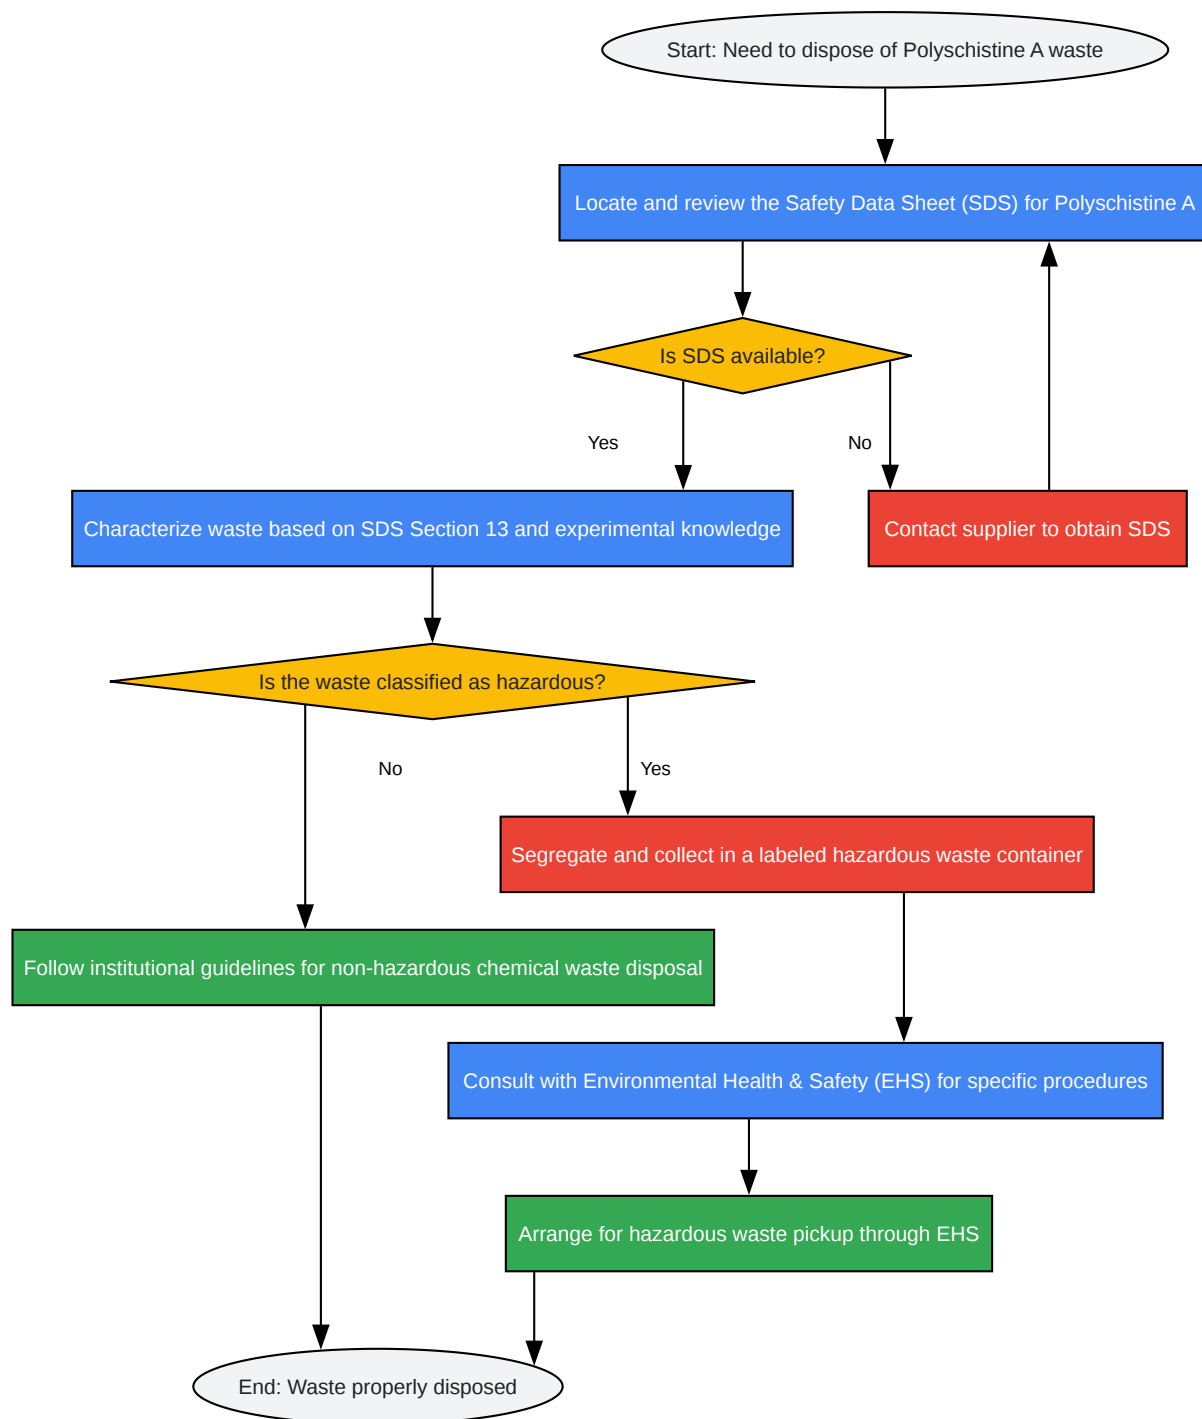 Start: Need to dispose of Polyschistine A waste
Locate and review the Safety Data Sheet (SDS) for Polyschistine A
Is SDS available?
Yes
No
Characterize waste based on SDS Section 13 and experimental knowledge
Contact supplier to obtain SDS
Is the waste classified as hazardous?
No
Yes
Segregate and collect in a labeled hazardous waste container
Follow institutional guidelines for non-hazardous chemical waste disposal
Consult with Environmental Health & Safety (EHS) for specific procedures
Arrange for hazardous waste pickup through EHS
End: Waste properly disposed